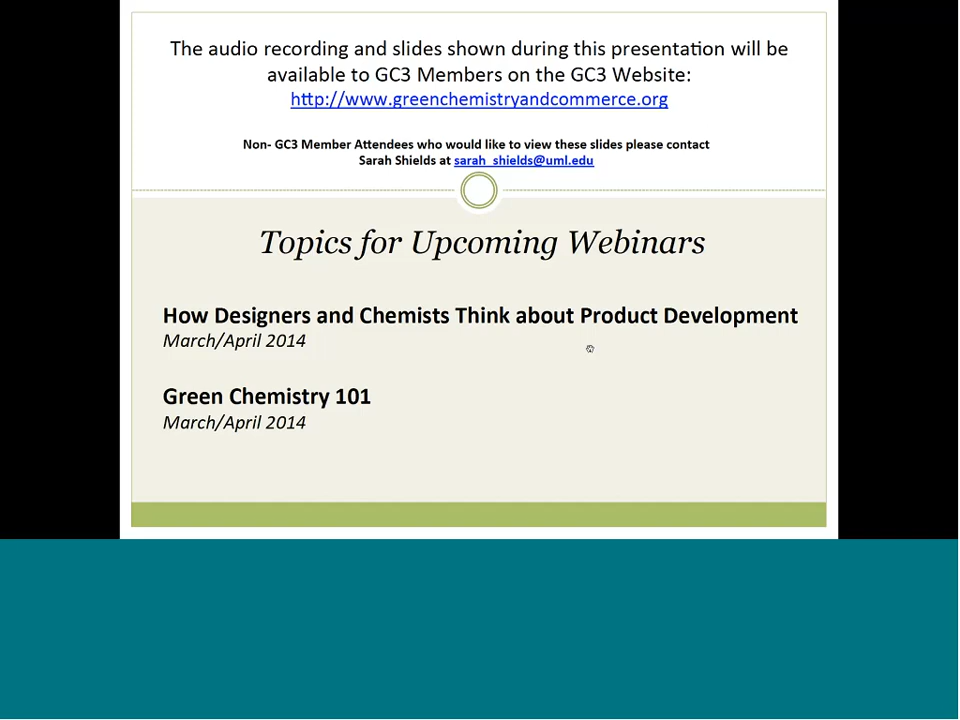 The audio recording and slides shown during this presentation will be
available to GC3 Members on the GC3 Website:
http://www.greenchemistryandcommerce.org
Non- GC3 Member Attendees who would like to view these slides please contact
Sarah Shields at sarah_shields@uml.edu
Topics for Upcoming Webinars
How Designers and Chemists Think about Product Development
March/April 2014
Green Chemistry 101
March/April 2014